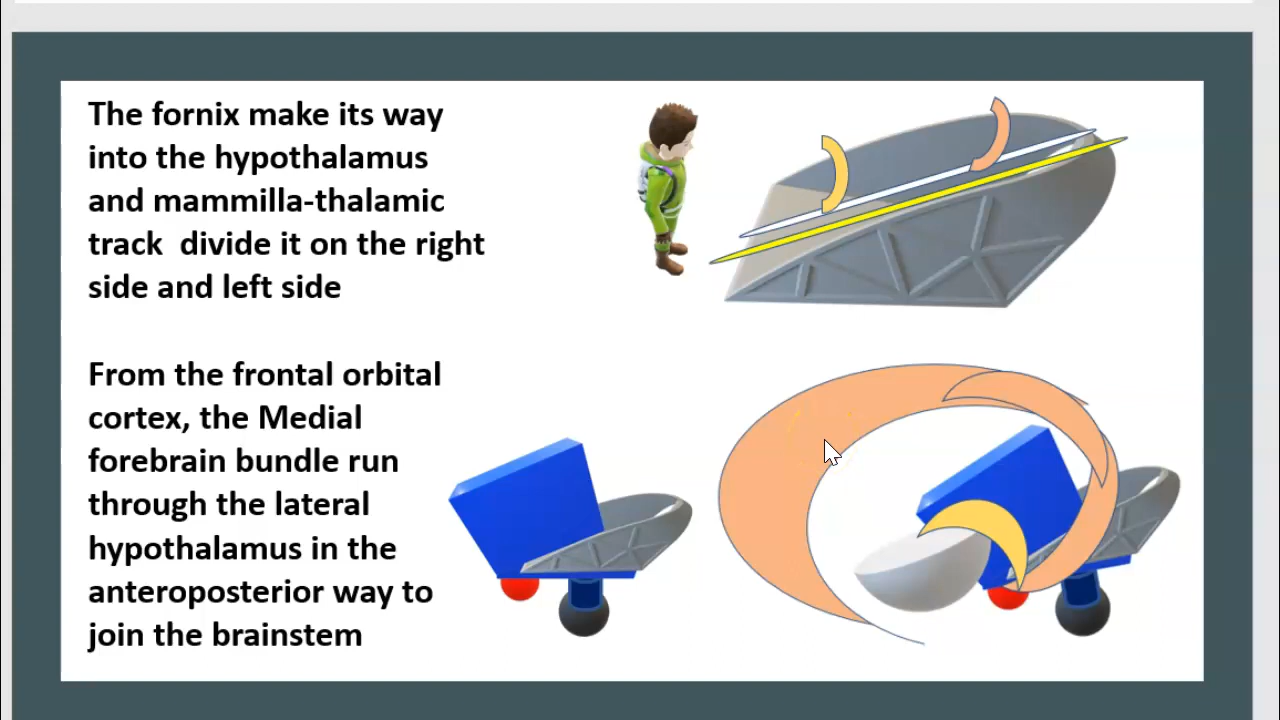 The fornix make its way
into the hypothalamus
and mammilla-thalamic
track divide it on the right
side and left side
From the frontal orbital
cortex, the Medial
forebrain bundle run
through the lateral
hypothalamus in the
anteroposterior way to
join the brainstem